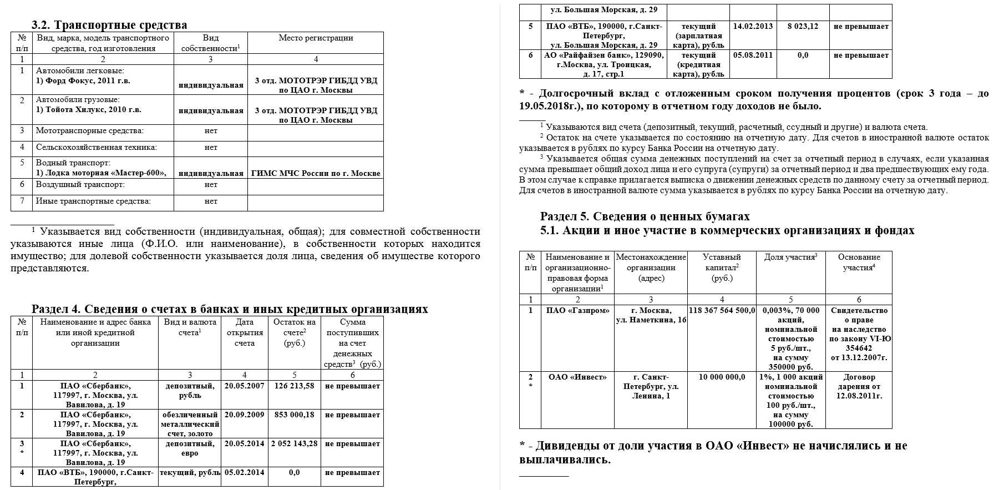 3.2. Транспортные средства
№ п/п | Вид, марка, модель транспортного средства, год изготовления | Вид собственности¹ | Место регистрации
1 | 2 | 3 | 4
1 | Автомобили легковые: 1) Форд Фокус, 2011 г.в. | индивидуальная | 3 отд. МОТОТРЭР ГИБДД УВД по ЦАО г. Москвы
2 | Автомобили грузовые: 1) Тойота Хилукс, 2010 г.в. | индивидуальная | 3 отд. МОТОТРЭР ГИБДД УВД по ЦАО г. Москвы
3 | Мототранспорные средства: | нет
4 | Сельскохозяйственная техника: | нет
5 | Водный транспорт: 1) Лодка моторная «Мастер-600», | индивидуальная | ГИМС МЧС России по г. Москве
6 | Воздушный транспорт: | нет
7 | Иные транспортные средства: | нет
¹ Указывается вид собственности (индивидуальная, общая); для совместной собственности
указываются иные лица (Ф.И.О. или наименование), в собственности которых находится
имущество; для долевой собственности указывается доля лица, сведения об имуществе которого
представляются.
Раздел 4. Сведения о счетах в банках и иных кредитных организациях
№ п/п | Наименование и адрес банка или иной кредитной организации | Вид и валюта счета¹ | Дата открытия счета | Остаток на счете² (руб.) | Сумма поступивших на счет денежных средств³ (руб.)
1 | 2 | 3 | 4 | 5 | 6
1 | ПАО «Сбербанк», 117997, г. Москва, ул. Вавилова, д. 19 | депозитный, рубль | 20.05.2007 | 126 213,58 | не превышает
2 | ПАО «Сбербанк», 117997, г. Москва, ул. Вавилова, д. 19 | обезличенный металлический счет, золото | 20.09.2009 | 853 000,18 | не превышает
3 * | ПАО «Сбербанк», 117997, г. Москва, ул. Вавилова, д. 19 | депозитный, евро | 20.05.2014 | 2 052 143,28 | не превышает
4 | ПАО «ВТБ», 190000, г.Санкт-Петербург, | текущий, рубль | 05.02.2014 | 0,0 | не превышает
ул. Большая Морская, д. 29
5 | ПАО «ВТБ», 190000, г.Санкт-Петербург, ул. Большая Морская, д. 29 | текущий (зарплатная карта), рубль | 14.02.2013 | 8 023,12 | не превышает
6 | АО «Райфайзен банк», 129090, г.Москва, ул. Троицкая, д. 17, стр.1 | текущий (кредитная карта), рубль | 05.08.2011 | 0,0 | не превышает
* - Долгосрочный вклад с отложенным сроком получения процентов (срок 3 года – до
19.05.2018г.), по которому в отчетном году доходов не было.
¹ Указываются вид счета (депозитный, текущий, расчетный, ссудный и другие) и валюта счета.
² Остаток на счете указывается по состоянию на отчетную дату. Для счетов в иностранной валюте остаток
указывается в рублях по курсу Банка России на отчетную дату.
³ Указывается общая сумма денежных поступлений на счет за отчетный период в случаях, если указанная
сумма превышает общий доход лица и его супруга (супруги) за отчетный период и два предшествующих ему года.
В этом случае к справке прилагается выписка о движении денежных средств по данному счету за отчетный период.
Для счетов в иностранной валюте сумма указывается в рублях по курсу Банка России на отчетную дату.
Раздел 5. Сведения о ценных бумагах
5.1. Акции и иное участие в коммерческих организациях и фондах
№ п/п | Наименование и организационно-правовая форма организации¹ | Местонахождение организации (адрес) | Уставный капитал² (руб.) | Доля участия³ | Основание участия⁴
1 | 2 | 3 | 4 | 5 | 6
1 | ПАО «Газпром» | г. Москва, ул. Наметкина, 16 | 118 367 564 500,0 | 0,003%, 70 000 акций, номинальной стоимостью 5 руб./шт., на сумму 350000 руб. | Свидетельство о праве на наследство по закону VI-Ю 354642 от 13.12.2007г.
2 * | ОАО «Инвест» | г. Санкт-Петербург, ул. Ленина, 1 | 10 000 000,0 | 1%, 1 000 акций номинальной стоимостью 100 руб./шт., на сумму 100000 руб. | Договор дарения от 12.08.2011г.
* - Дивиденды от доли участия в ОАО «Инвест» не начислялись и не
выплачивались.